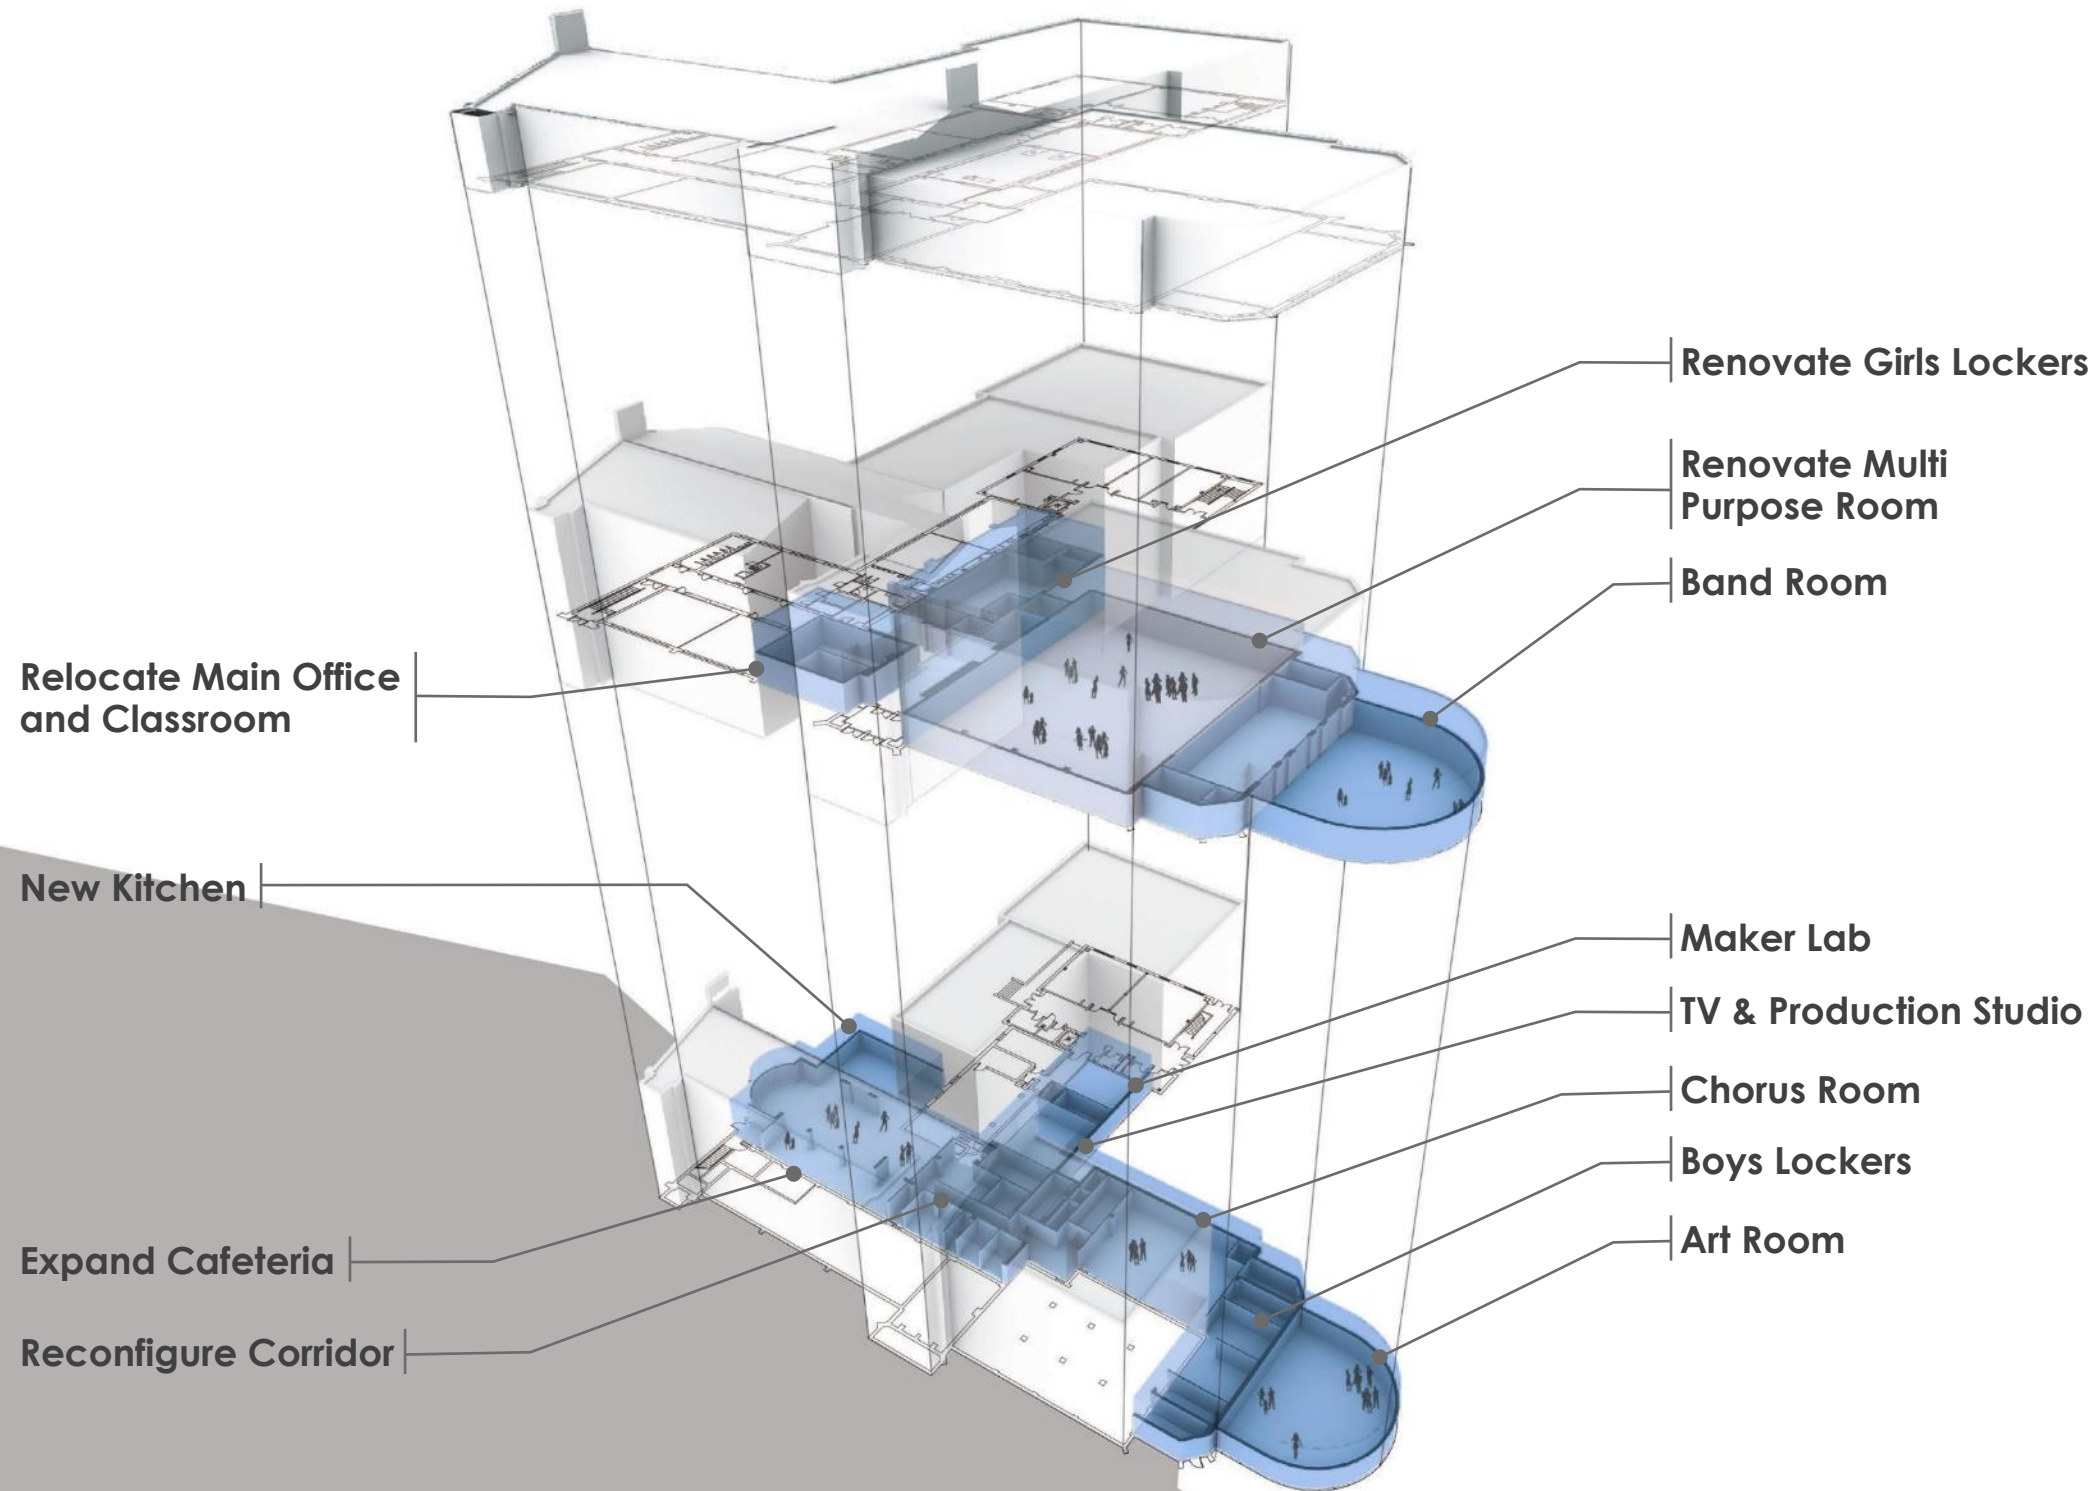 Renovate Girls Lockers
Renovate Multi
Purpose Room
Band Room
Relocate Main Office
and Classroom
New Kitchen
Maker Lab
TV & Production Studio
Chorus Room
Boys Lockers
Art Room
Expand Cafeteria
Reconfigure Corridor